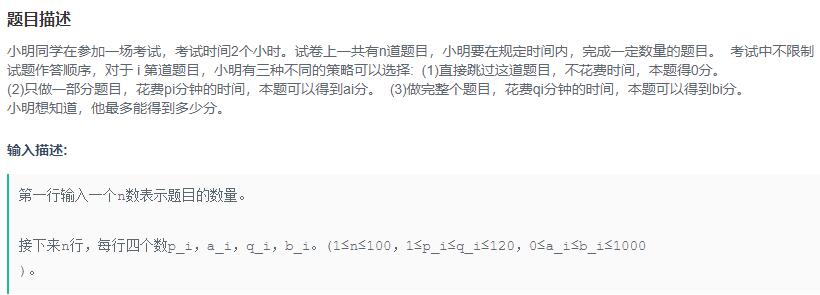 题目描述
小明同学在参加一场考试，考试时间2个小时。试卷上一共有n道题目，小明要在规定时间内，完成一定数量的题目。 考试中不限制
试题作答顺序，对于 i 第道题目，小明有三种不同的策略可以选择: (1)直接跳过这道题目，不花费时间，本题得0分。
(2)只做一部分题目，花费pi分钟的时间，本题可以得到ai分。 (3)做完整个题目，花费qi分钟的时间，本题可以得到bi分。
小明想知道，他最多能得到多少分。
输入描述:
第一行输入一个n数表示题目的数量。
接下来n行，每行四个数p_i，a_i，q_i，b_i。(1≤n≤100，1≤p_i≤q_i≤120，0≤a_i≤b_i≤1000
)。